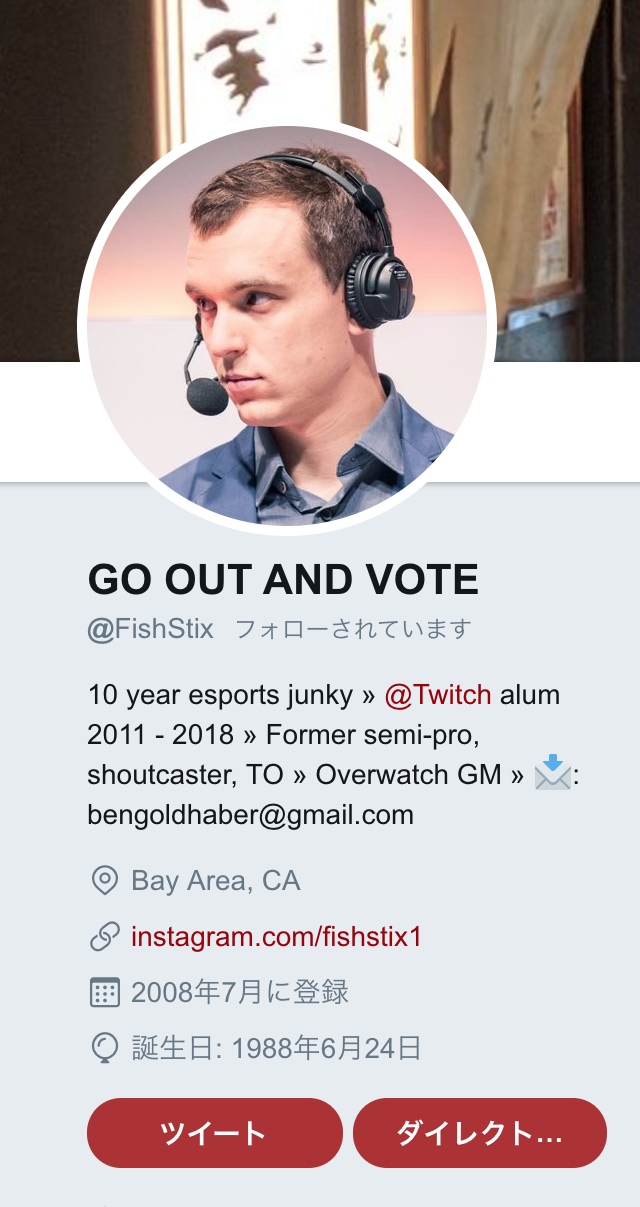 GO OUT AND VOTE
@FishStix フォローされています
10 year esports junky » @Twitch alum
2011 - 2018 » Former semi-pro,
shoutcaster, TO » Overwatch GM » 📩:
bengoldhaber@gmail.com
Bay Area, CA
instagram.com/fishstix1
2008年7月に登録
誕生日: 1988年6月24日
ツイート ダイレクト...